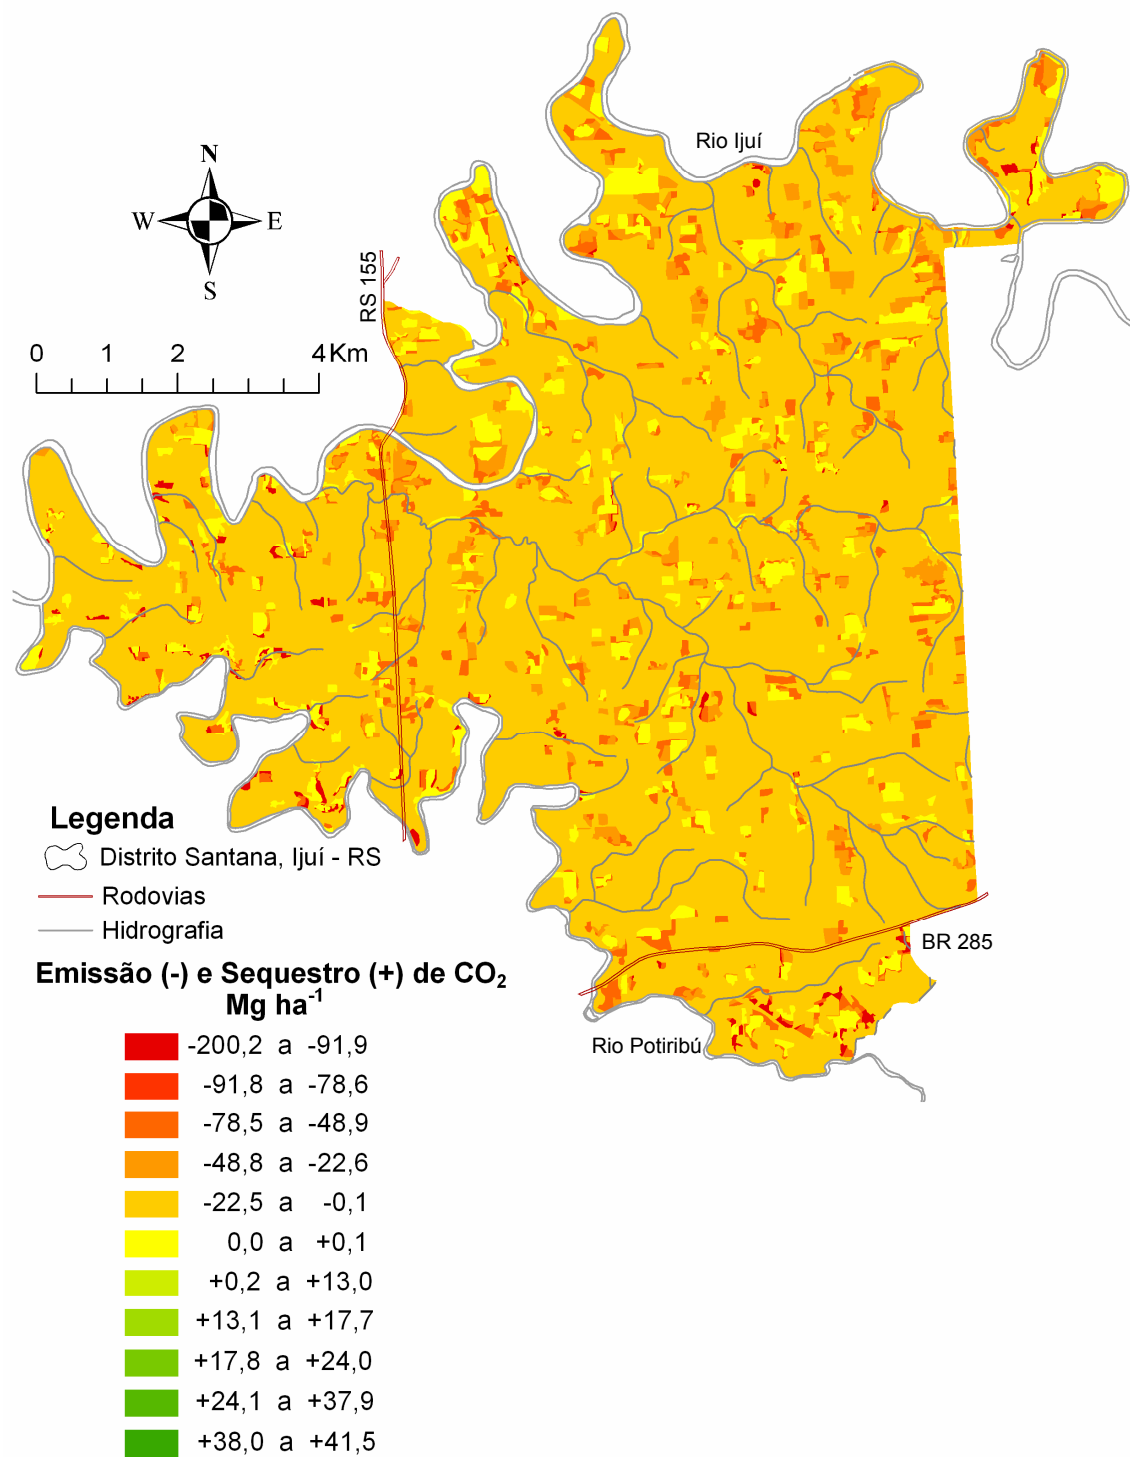 Rio Ijuí
N
W E
S
RS 155
0 1 2 4 Km
Legenda
Distrito Santana, Ijuí - RS
Rodovias
Hidrografia
BR 285
Emissão (-) e Sequestro (+) de CO₂
Mg ha⁻¹
Rio Potiribú
-200,2 a -91,9
-91,8 a -78,6
-78,5 a -48,9
-48,8 a -22,6
-22,5 a -0,1
0,0 a +0,1
+0,2 a +13,0
+13,1 a +17,7
+17,8 a +24,0
+24,1 a +37,9
+38,0 a +41,5